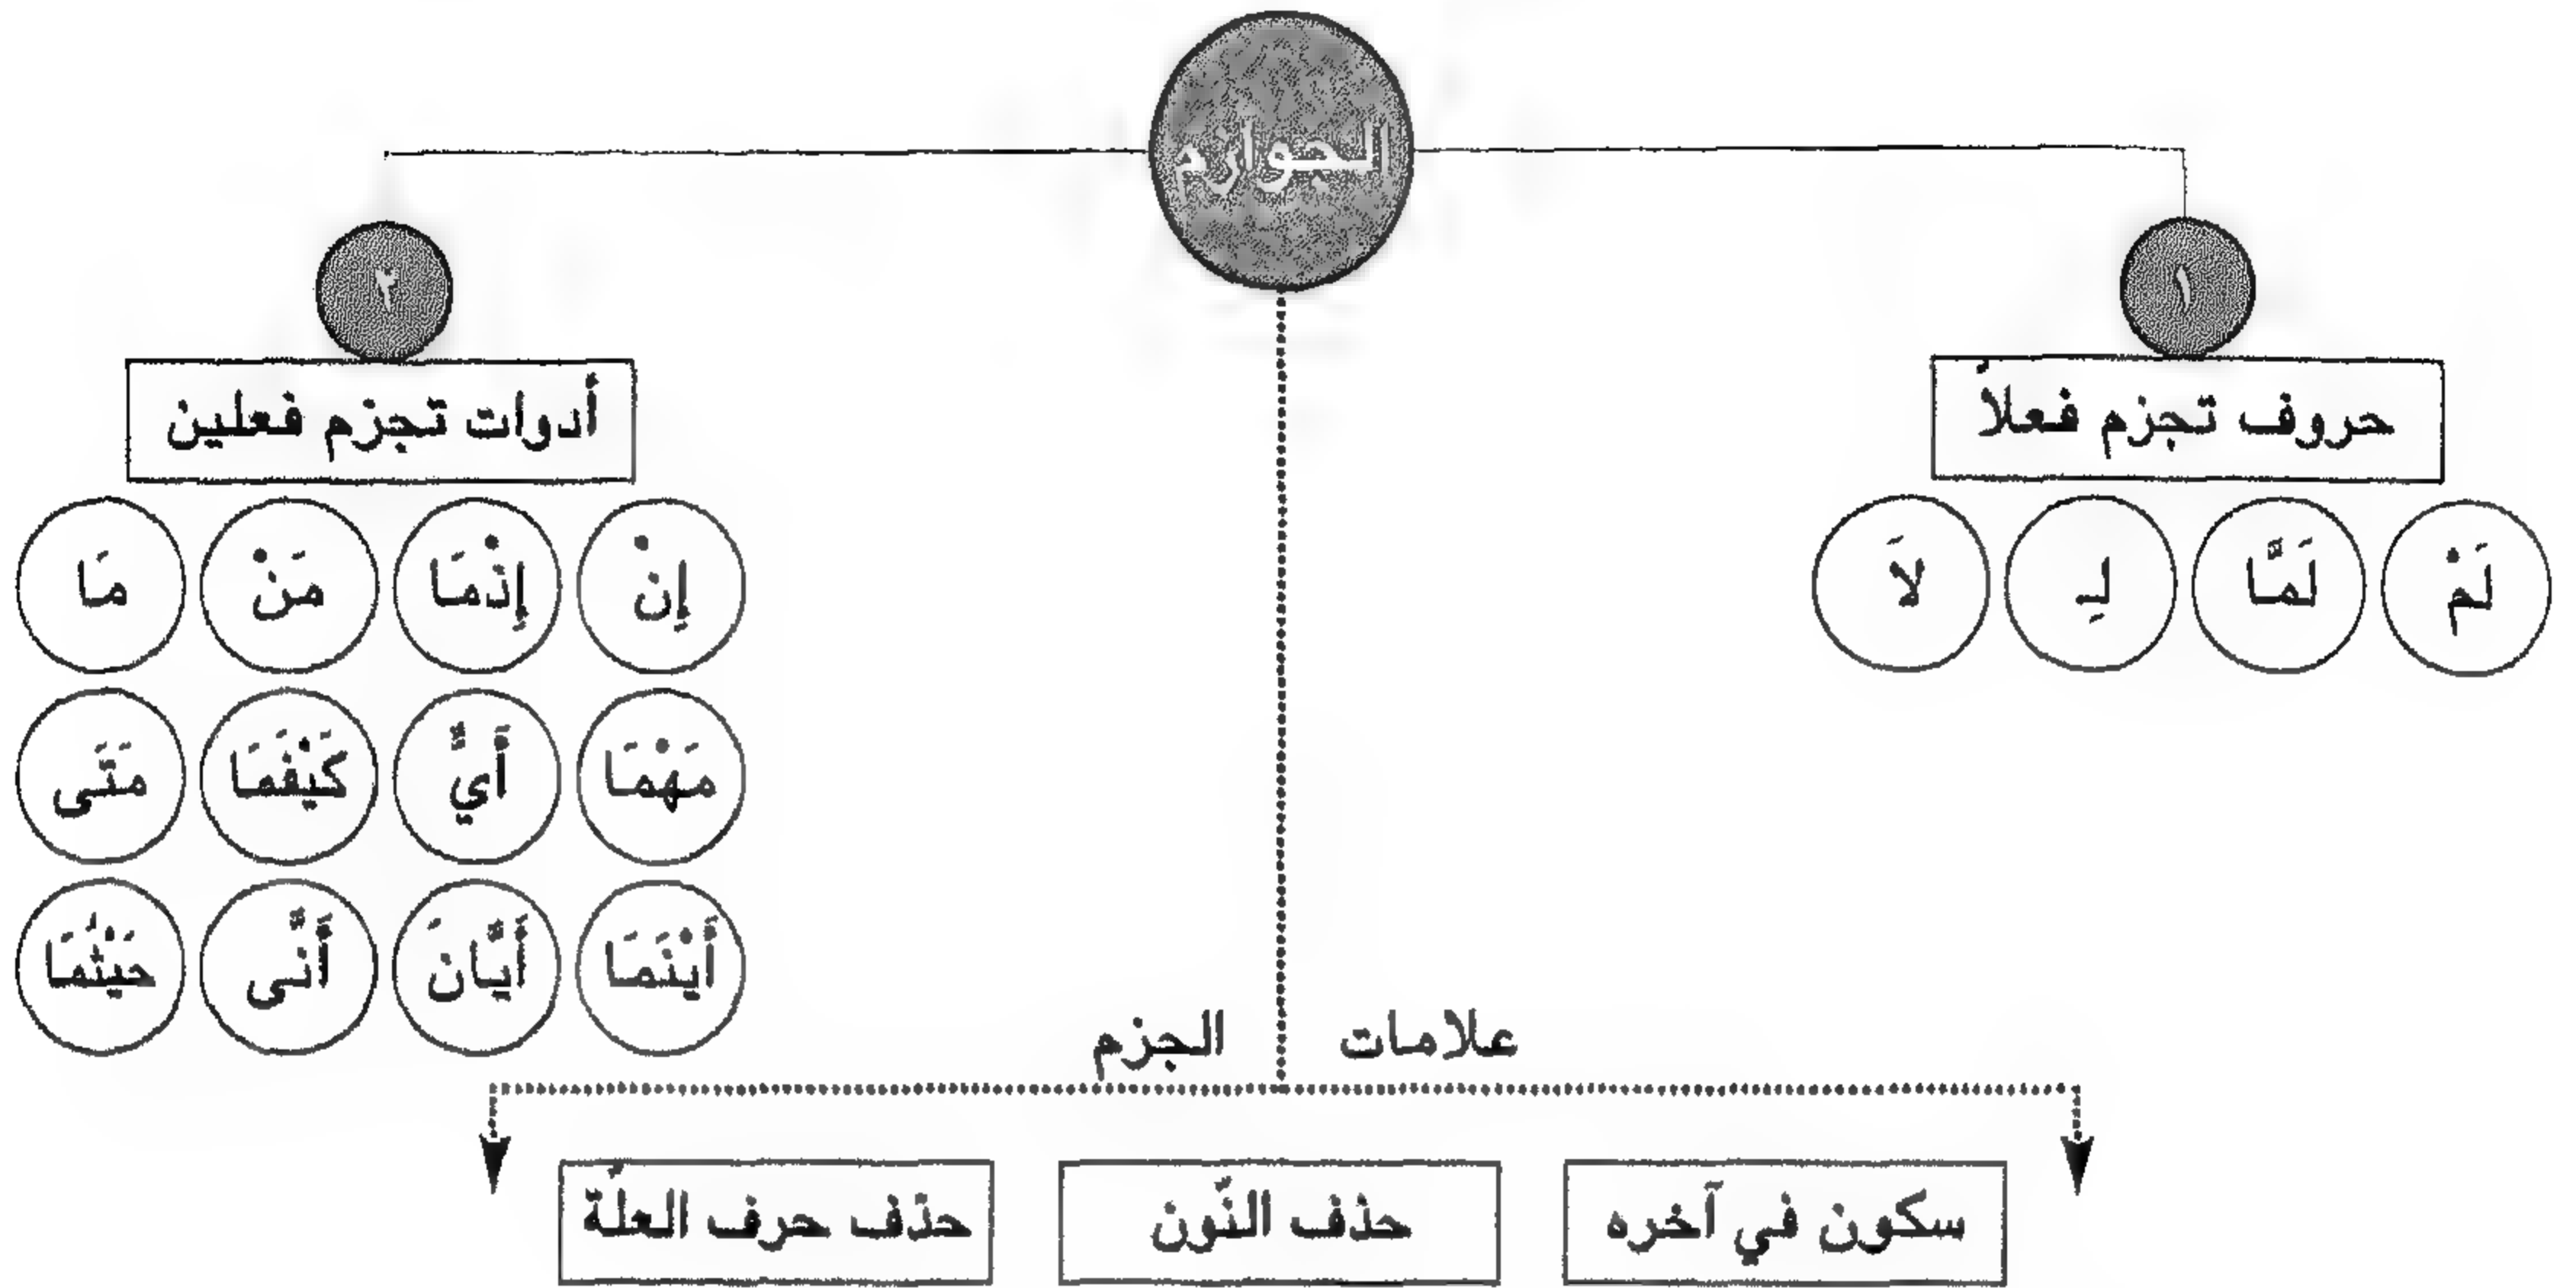 الجوازم
١
حروف تجزم فعلاً
لَمْ لَمَّا لِـ لاَ
٢
أدوات تجزم فعلين
إِنْ إِذْمَا مَنْ مَا
مَهْمَا أَيٌّ كَيْفَمَا مَتَى
أَيْنَمَا أَيَّانَ أَنَّى حَيْثُمَا
علامات الجزم
سكون في آخره
حذف النّون
حذف حرف العلّة